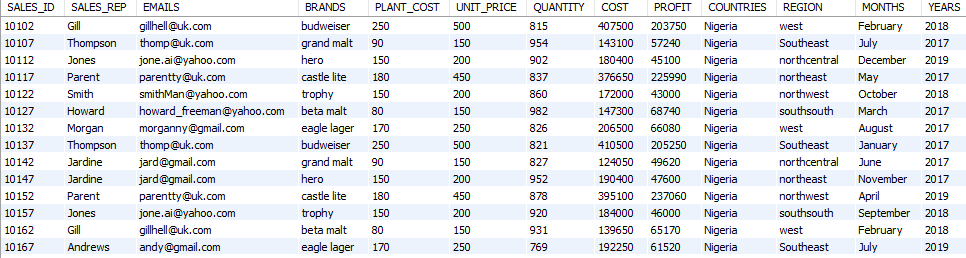 SALES_ID SALES_REP EMAILS BRANDS PLANT_COST UNIT_PRICE QUANTITY COST PROFIT COUNTRIES REGION MONTHS YEARS
10102 Gill gillhell@uk.com budweiser 250 500 815 407500 203750 Nigeria west February 2018
10107 Thompson thomp@uk.com grand malt 90 150 954 143100 57240 Nigeria Southeast July 2017
10112 Jones jone.ai@yahoo.com hero 150 200 902 180400 45100 Nigeria northcentral December 2019
10117 Parent parentty@uk.com castle lite 180 450 837 376650 225990 Nigeria northeast May 2017
10122 Smith smithMan@yahoo.com trophy 150 200 860 172000 43000 Nigeria northwest October 2018
10127 Howard howard_freeman@yahoo.com beta malt 80 150 982 147300 68740 Nigeria southsouth March 2017
10132 Morgan morganny@gmail.com eagle lager 170 250 826 206500 66080 Nigeria west August 2017
10137 Thompson thomp@uk.com budweiser 250 500 821 410500 205250 Nigeria Southeast January 2017
10142 Jardine jard@gmail.com grand malt 90 150 827 124050 49620 Nigeria northcentral June 2017
10147 Jardine jard@gmail.com hero 150 200 952 190400 47600 Nigeria northeast November 2017
10152 Parent parentty@uk.com castle lite 180 450 878 395100 237060 Nigeria northwest April 2019
10157 Jones jone.ai@yahoo.com trophy 150 200 920 184000 46000 Nigeria southsouth September 2018
10162 Gill gillhell@uk.com beta malt 80 150 931 139650 65170 Nigeria west February 2018
10167 Andrews andy@gmail.com eagle lager 170 250 769 192250 61520 Nigeria Southeast July 2019